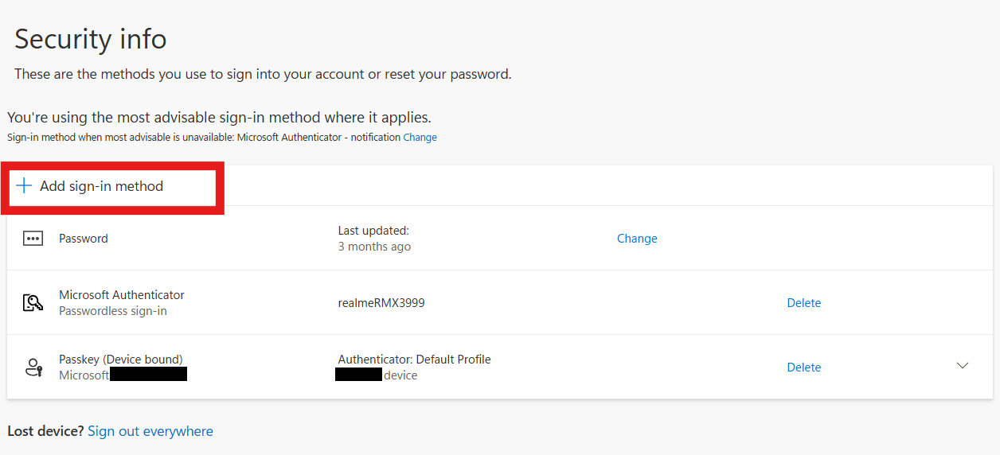 Security info
These are the methods you use to sign into your account or reset your password.
You're using the most advisable sign-in method where it applies.
Sign-in method when most advisable is unavailable: Microsoft Authenticator - notification Change
Add sign-in method
Password
Last updated:
3 months ago
Change
Microsoft Authenticator
Passwordless sign-in
realmeRMX3999
Delete
Passkey (Device bound)
Microsoft
Authenticator: Default Profile
device
Delete
Lost device? Sign out everywhere